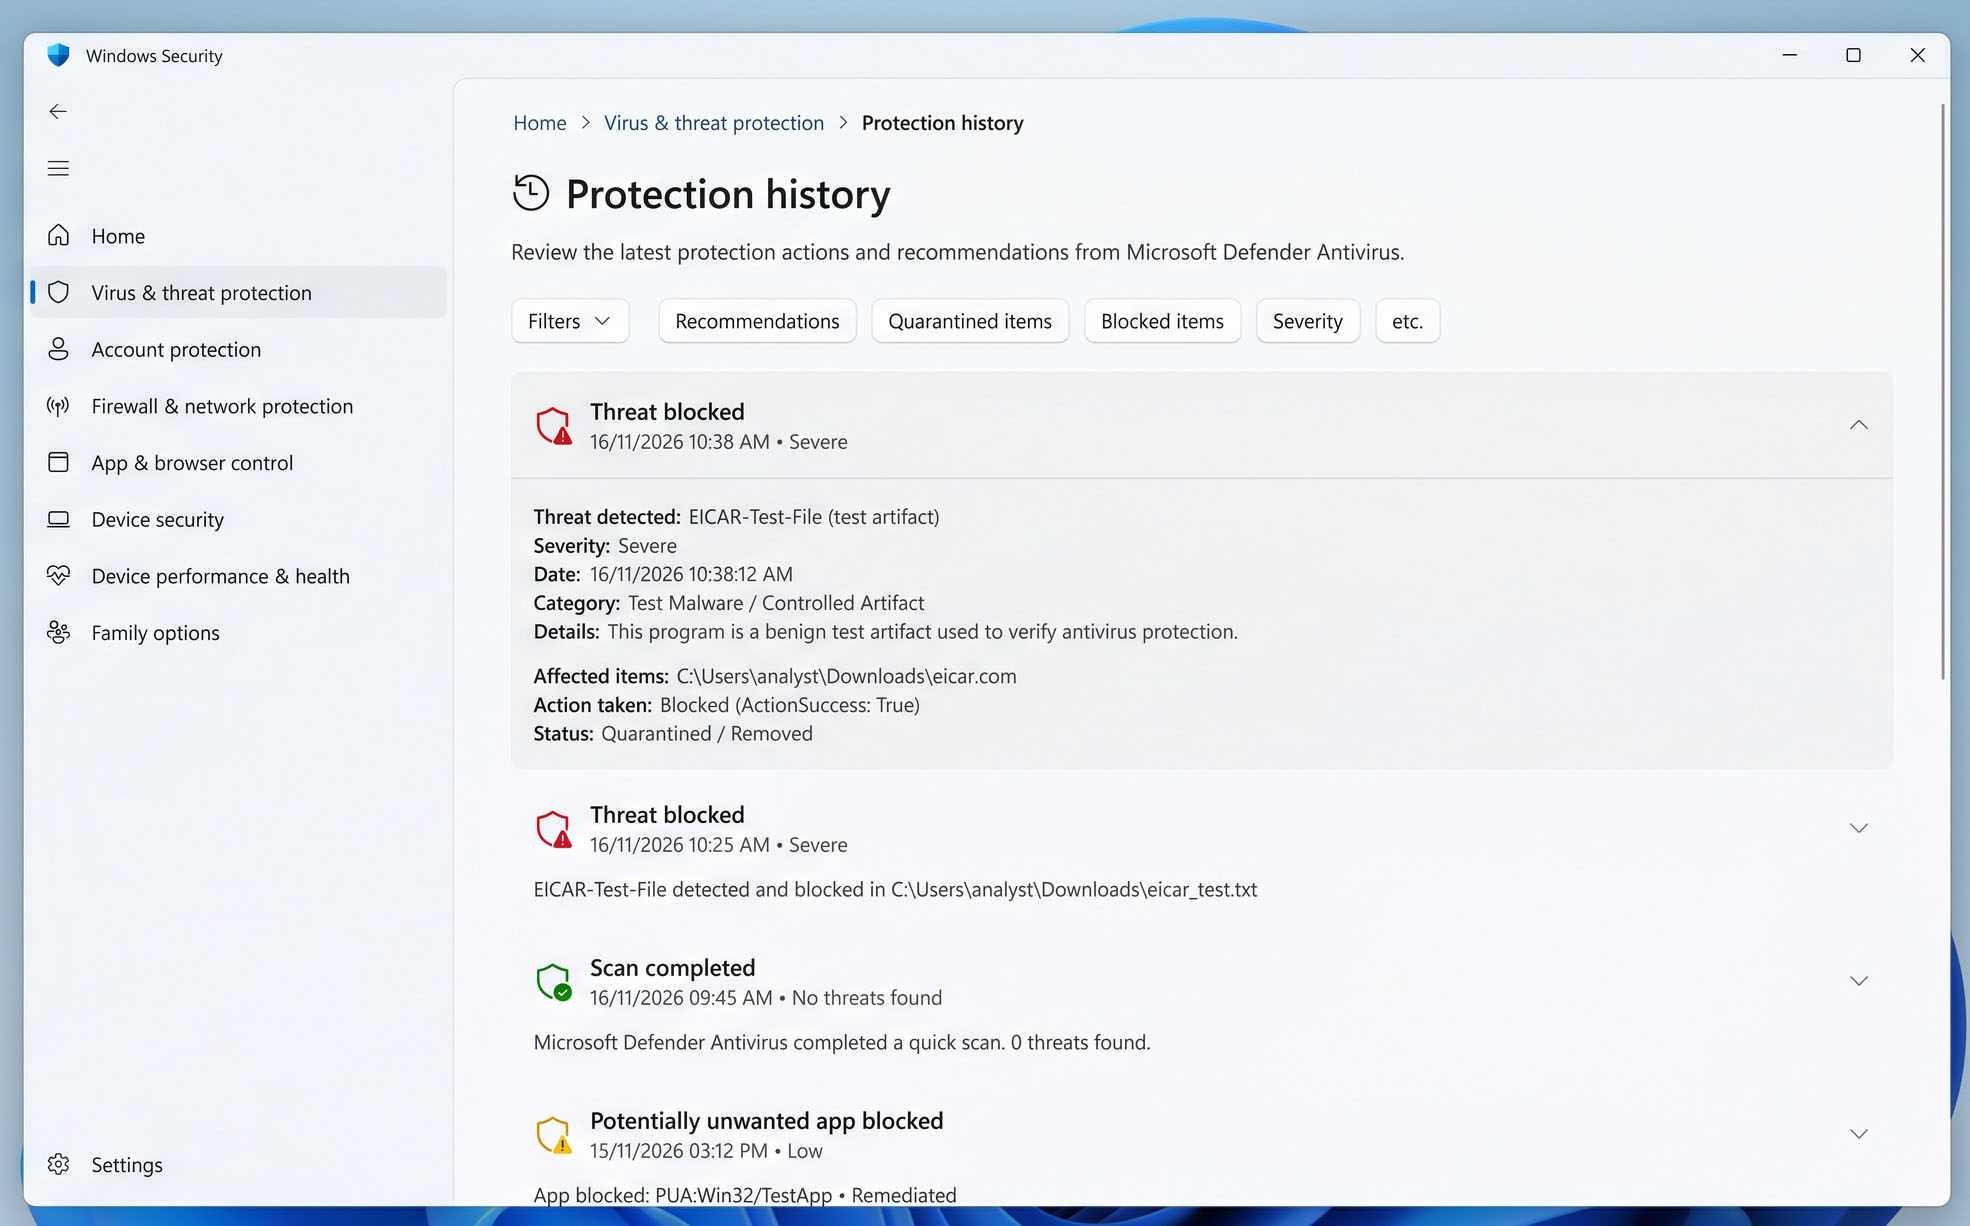 Windows Security
Home > Virus & threat protection > Protection history
Home
Virus & threat protection
Account protection
Firewall & network protection
App & browser control
Device security
Device performance & health
Family options
Settings
Protection history
Review the latest protection actions and recommendations from Microsoft Defender Antivirus.
Filters Recommendations Quarantined items Blocked items Severity etc.
Threat blocked
16/11/2026 10:38 AM • Severe
Threat detected: EICAR-Test-File (test artifact)
Severity: Severe
Date: 16/11/2026 10:38:12 AM
Category: Test Malware / Controlled Artifact
Details: This program is a benign test artifact used to verify antivirus protection.
Affected items: C:\Users\analyst\Downloads\eicar.com
Action taken: Blocked (ActionSuccess: True)
Status: Quarantined / Removed
Threat blocked
16/11/2026 10:25 AM • Severe
EICAR-Test-File detected and blocked in C:\Users\analyst\Downloads\eicar_test.txt
Scan completed
16/11/2026 09:45 AM • No threats found
Microsoft Defender Antivirus completed a quick scan. 0 threats found.
Potentially unwanted app blocked
15/11/2026 03:12 PM • Low
App blocked: PUA:Win32/TestApp • Remediated